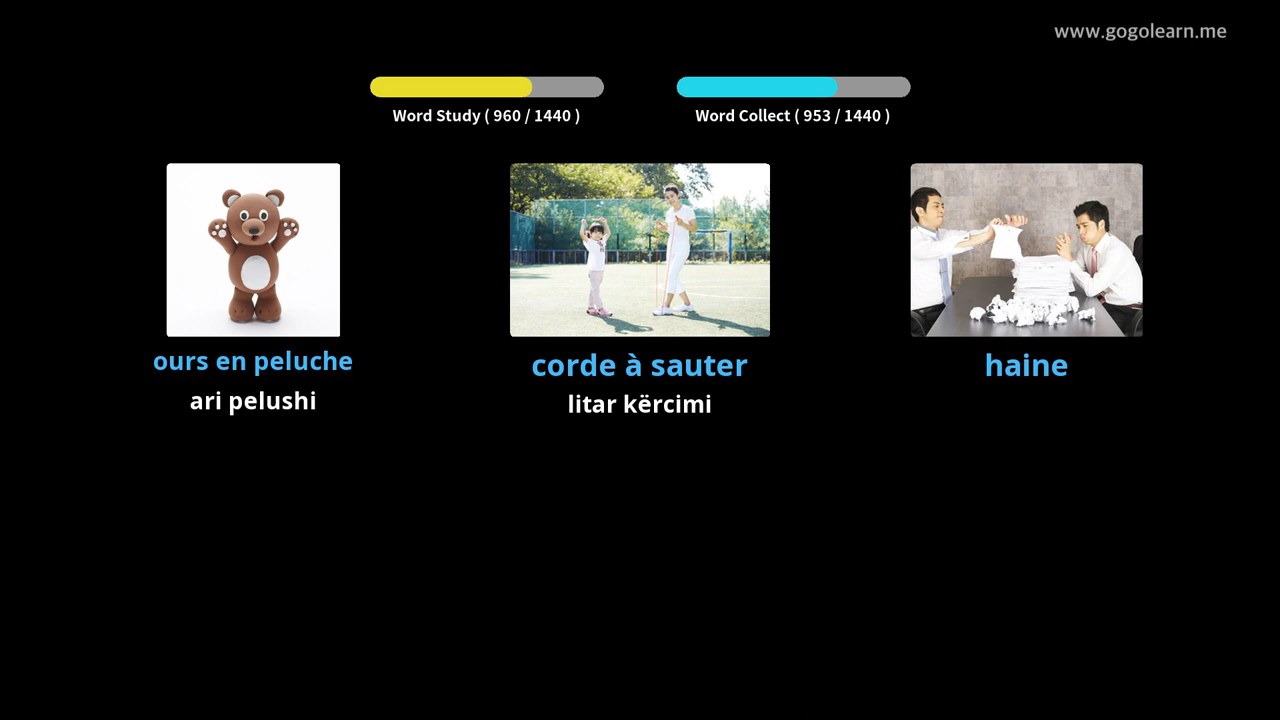 www.gogolearn.me
Word Study ( 960 / 1440 )
Word Collect ( 953 / 1440 )
ours en peluche
ari pelushi
corde à sauter
litar kërcimi
haine